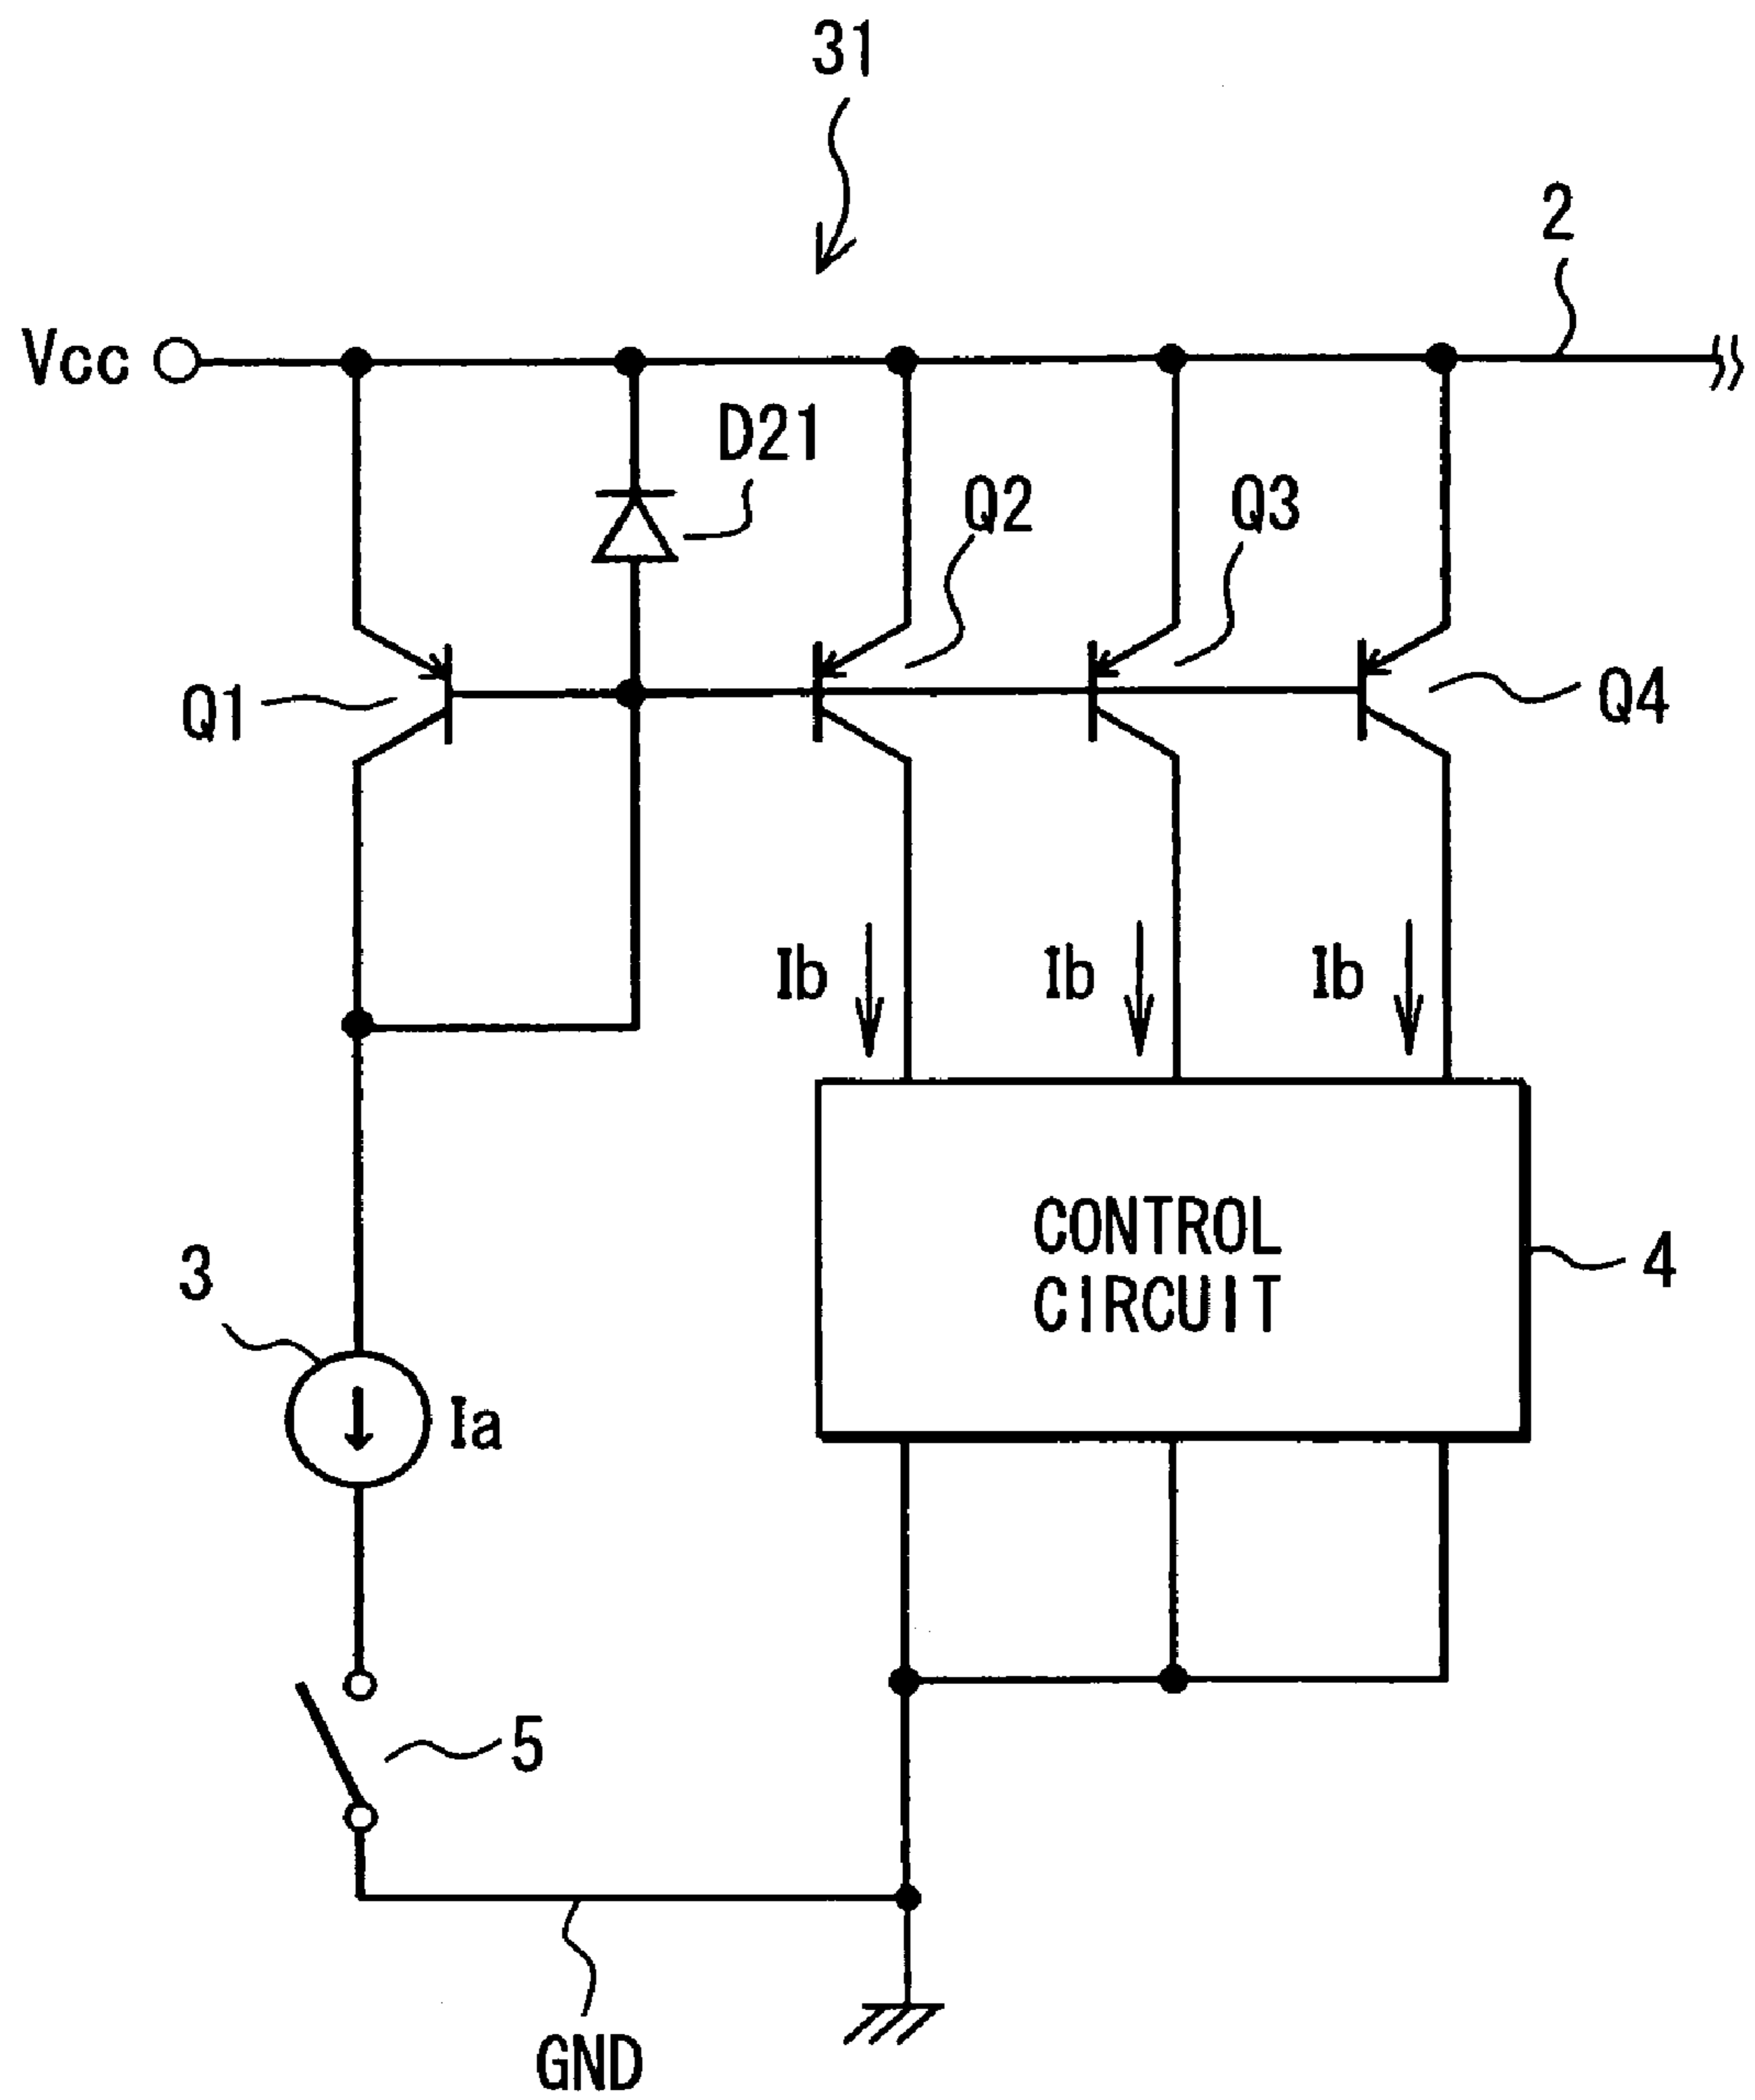 31
2
Vcc
D21
Q2
Q3
Q1
Q4
Ib
Ib
Ib
CONTROL
CIRCUIT
4
3
Ia
5
GND